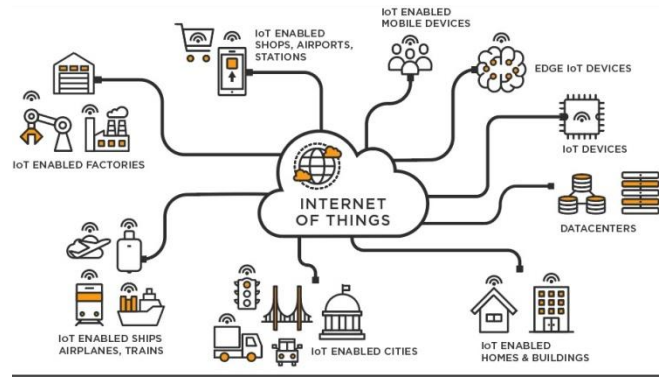 IoT ENABLED
SHOPS, AIRPORTS,
STATIONS
IoT ENABLED
MOBILE DEVICES
EDGE IoT DEVICES
IoT DEVICES
IoT ENABLED FACTORIES
INTERNET
OF THINGS
DATACENTERS
IoT ENABLED SHIPS
AIRPLANES, TRAINS
IoT ENABLED CITIES
IoT ENABLED
HOMES & BUILDINGS